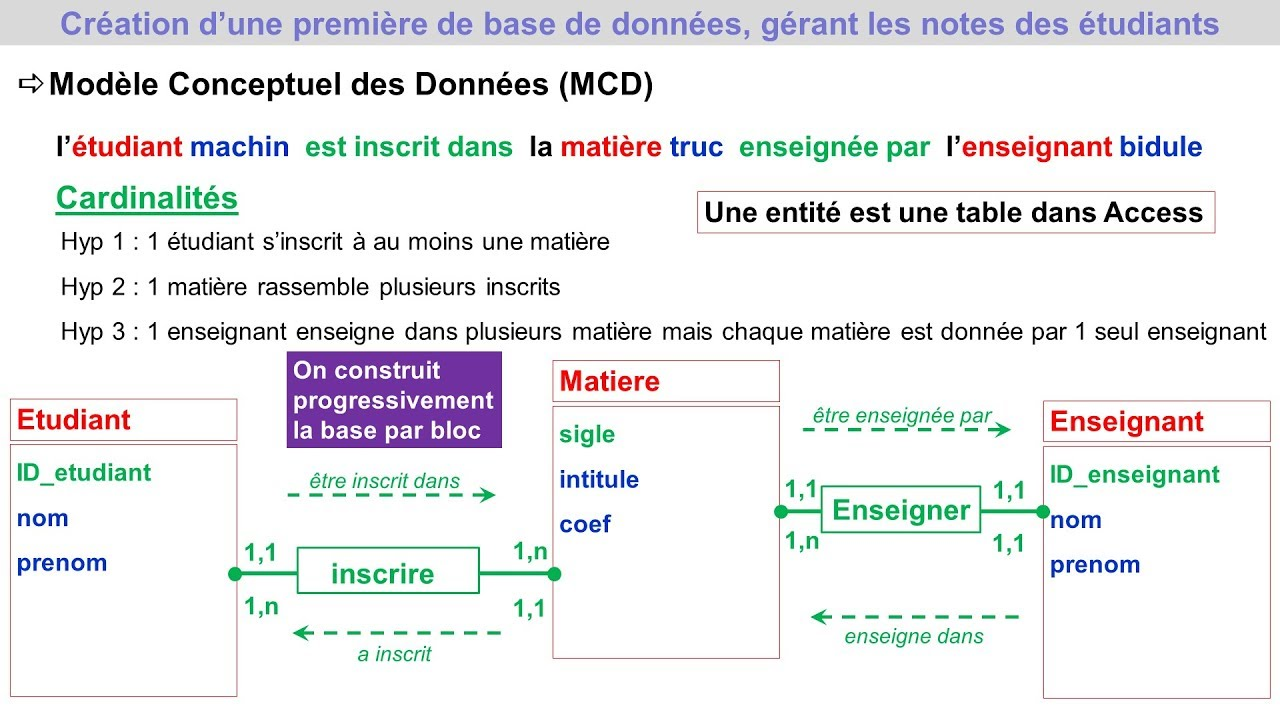 Création d’une première de base de données, gérant les notes des étudiants
⇨Modèle Conceptuel des Données (MCD)
l’étudiant machin est inscrit dans la matière truc enseignée par l’enseignant bidule
Cardinalités
Une entité est une table dans Access
Hyp 1 : 1 étudiant s’inscrit à au moins une matière
Hyp 2 : 1 matière rassemble plusieurs inscrits
Hyp 3 : 1 enseignant enseigne dans plusieurs matière mais chaque matière est donnée par 1 seul enseignant
On construit
progressivement
la base par bloc
Etudiant
ID_etudiant
nom
prenom
être inscrit dans
1,1
1,n
inscrire
1,n
1,1
a inscrit
Matiere
sigle
intitule
coef
être enseignée par
1,1
1,n
Enseigner
1,1
1,1
enseigne dans
Enseignant
ID_enseignant
nom
prenom